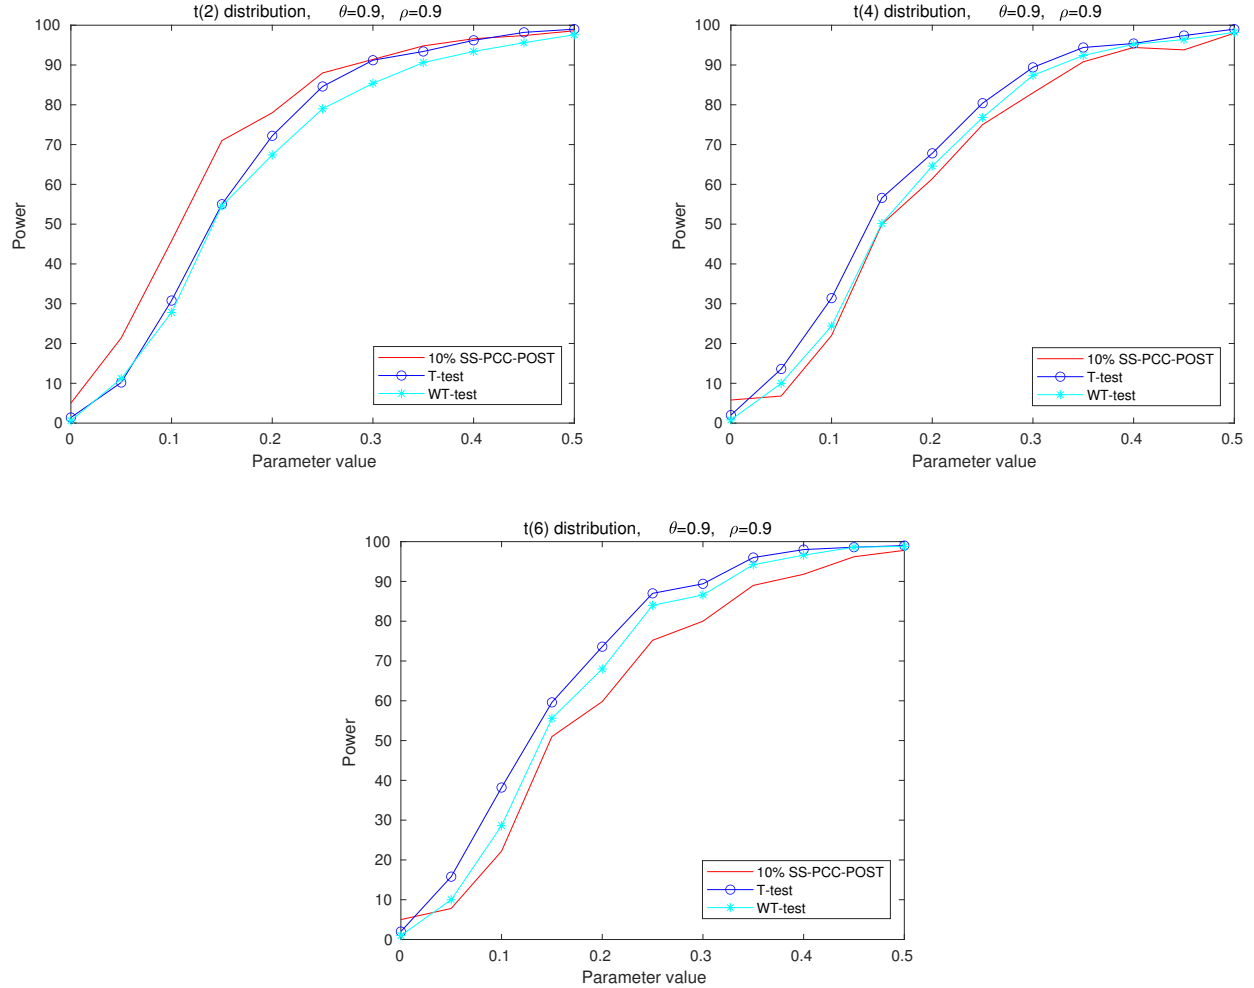 t(2) distribution, θ=0.9, ρ=0.9
100
90
80
70
60
50
40
30
20
10
0
Power
10% SS-PCC-POST
T-test
WT-test
0 0.1 0.2 0.3 0.4 0.5
Parameter value
t(4) distribution, θ=0.9, ρ=0.9
100
90
80
70
60
50
40
30
20
10
0
Power
10% SS-PCC-POST
T-test
WT-test
0 0.1 0.2 0.3 0.4 0.5
Parameter value
t(6) distribution, θ=0.9, ρ=0.9
100
90
80
70
60
50
40
30
20
10
0
Power
10% SS-PCC-POST
T-test
WT-test
0 0.1 0.2 0.3 0.4 0.5
Parameter value